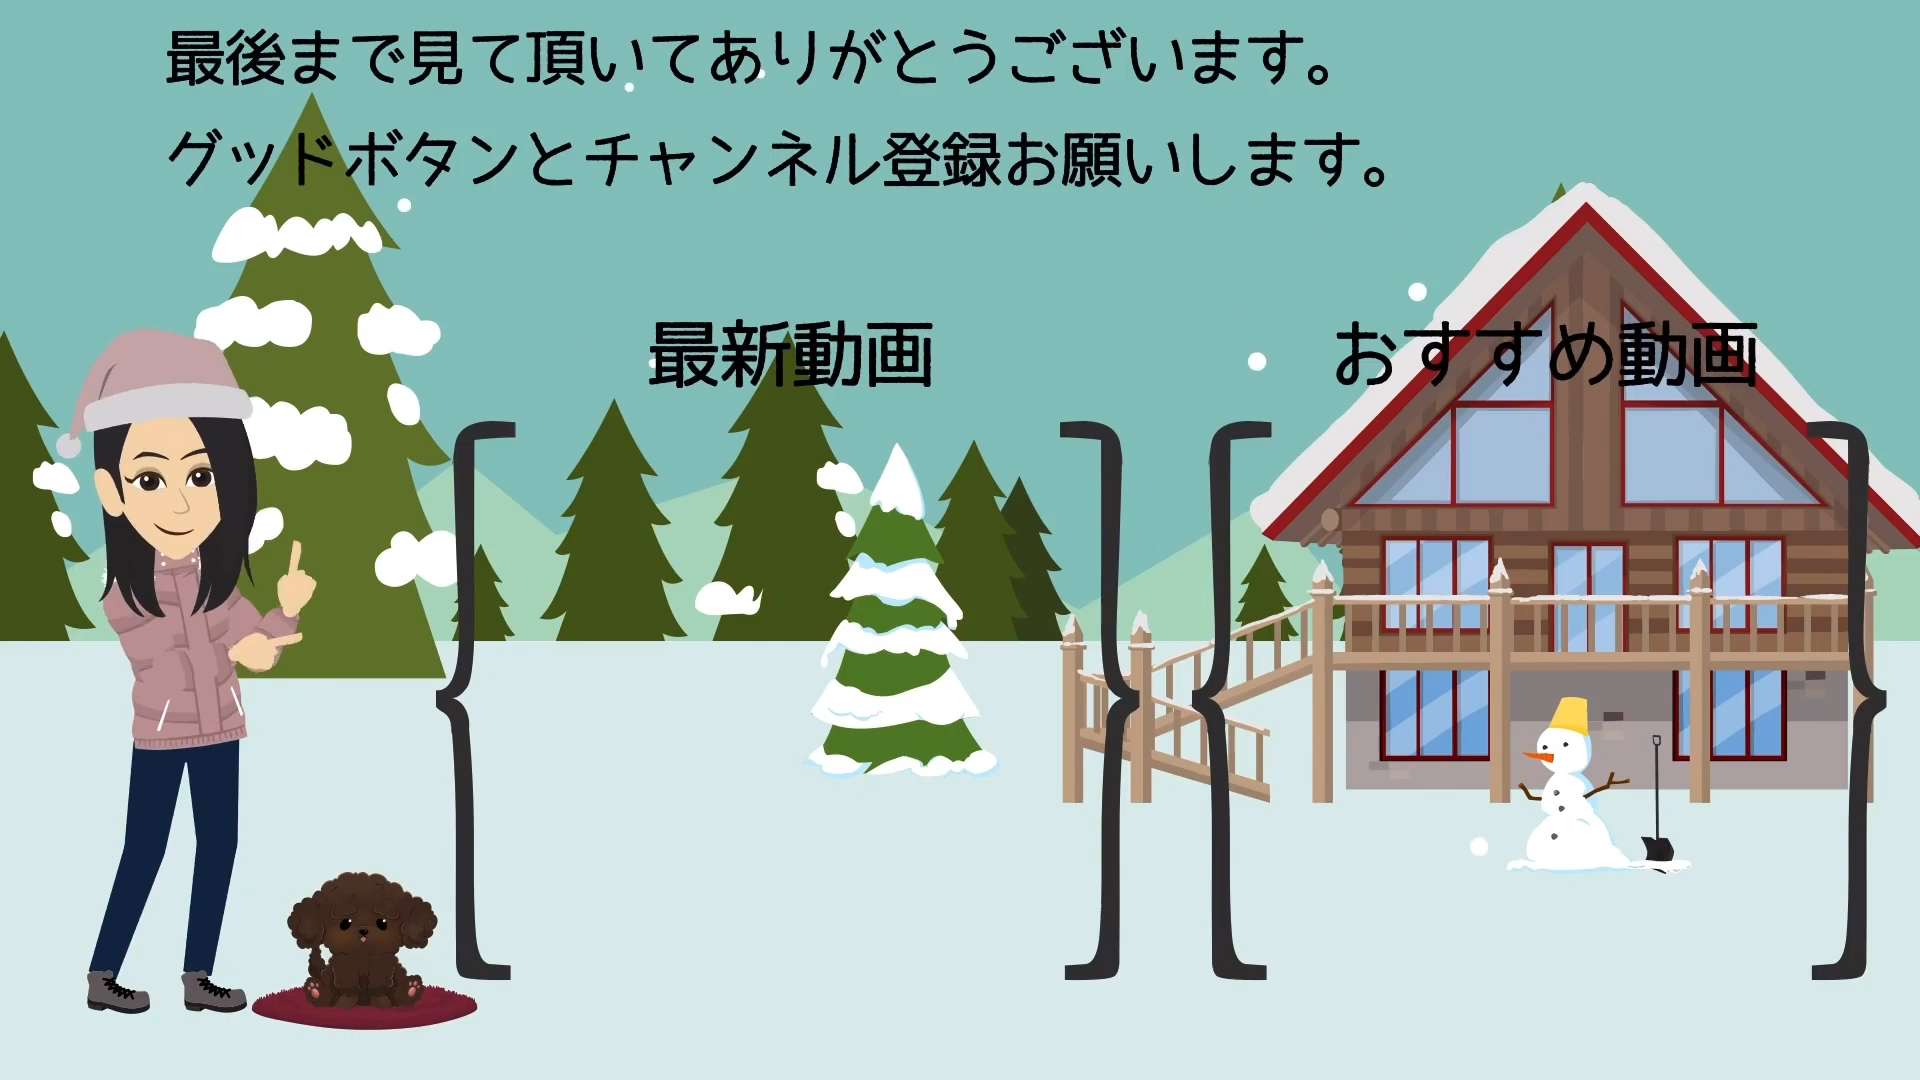 最後まで見て頂いてありがとうございます。
グッドボタンとチャンネル登録お願いします。
最新動画
おすすめ動画